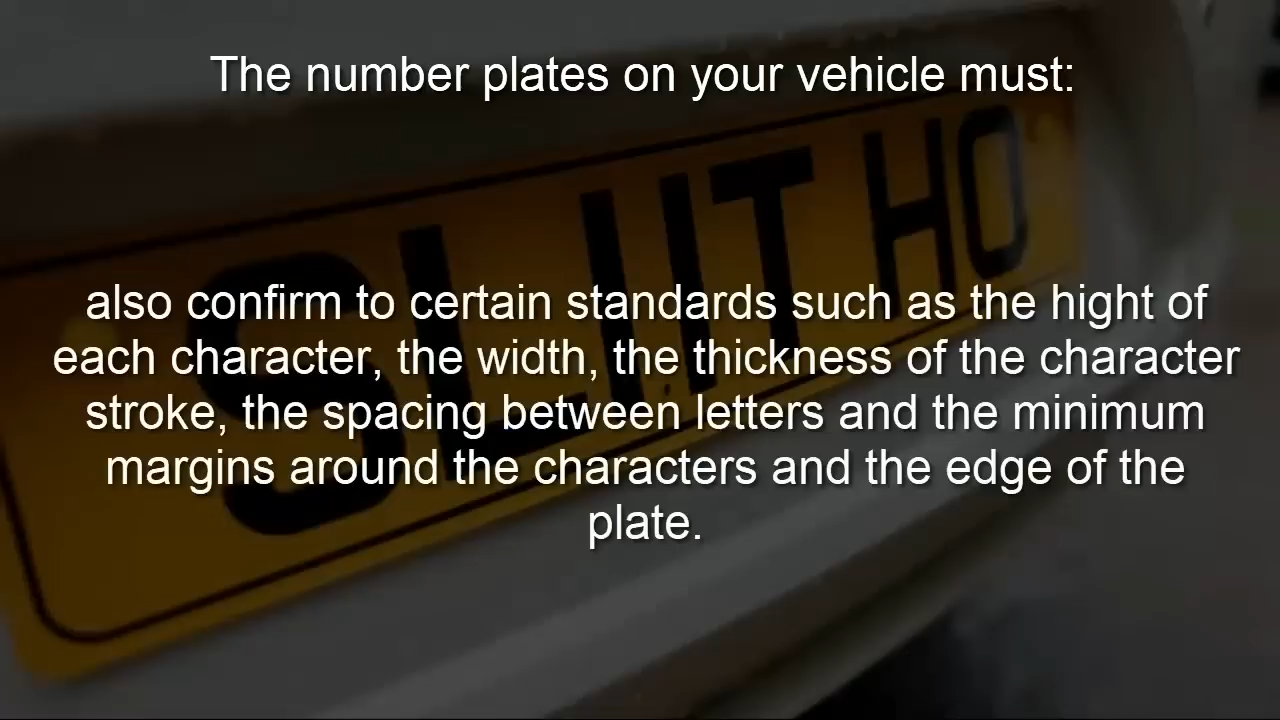 The number plates on your vehicle must:
SL11T HO
also confirm to certain standards such as the hight of
each character, the width, the thickness of the character
stroke, the spacing between letters and the minimum
margins around the characters and the edge of the
plate.